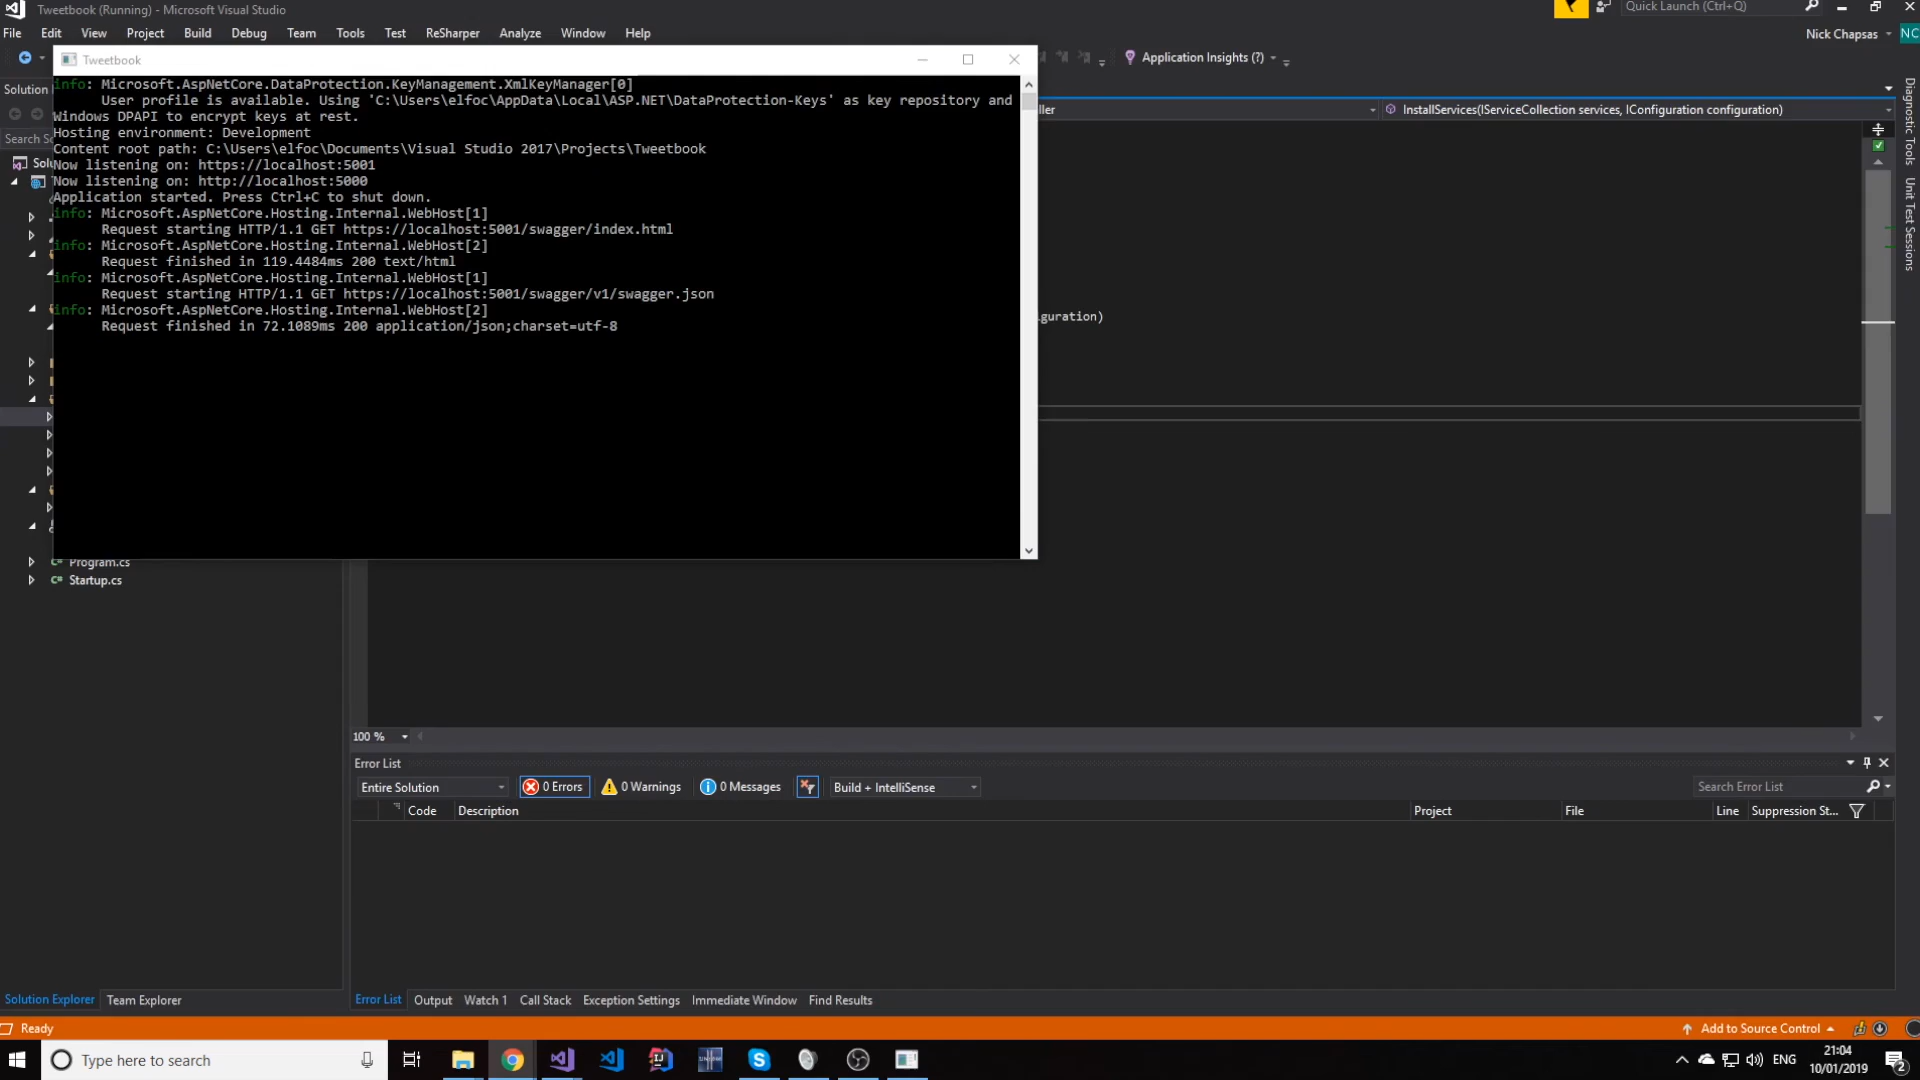 Tweetbook (Running) - Microsoft Visual Studio
Quick Launch (Ctrl+Q)
File Edit View Project Build Debug Team Tools Test ReSharper Analyze Window Help
Nick Chapsas NC
Tweetbook
Application Insights (?)
Solution
InstallServices(IServiceCollection services, IConfiguration configuration)
info: Microsoft.AspNetCore.DataProtection.KeyManagement.XmlKeyManager[0]
User profile is available. Using 'C:\Users\elfoc\AppData\Local\ASP.NET\DataProtection-Keys' as key repository and
Windows DPAPI to encrypt keys at rest.
Hosting environment: Development
Content root path: C:\Users\elfoc\Documents\Visual Studio 2017\Projects\Tweetbook
Now listening on: https://localhost:5001
Now listening on: http://localhost:5000
Application started. Press Ctrl+C to shut down.
info: Microsoft.AspNetCore.Hosting.Internal.WebHost[1]
Request starting HTTP/1.1 GET https://localhost:5001/swagger/index.html
info: Microsoft.AspNetCore.Hosting.Internal.WebHost[2]
Request finished in 119.4484ms 200 text/html
info: Microsoft.AspNetCore.Hosting.Internal.WebHost[1]
Request starting HTTP/1.1 GET https://localhost:5001/swagger/v1/swagger.json
info: Microsoft.AspNetCore.Hosting.Internal.WebHost[2]
Request finished in 72.1089ms 200 application/json;charset=utf-8
Search So
Solu
ller
iguration)
Diagnostic Tools
Unit Test Sessions
Program.cs
Startup.cs
100 %
Error List
Entire Solution 0 Errors 0 Warnings 0 Messages Build + IntelliSense
Search Error List
Code Description Project File Line Suppression St...
Solution Explorer Team Explorer
Error List Output Watch 1 Call Stack Exception Settings Immediate Window Find Results
Ready
Add to Source Control
Type here to search
ENG
21:04
10/01/2019
2